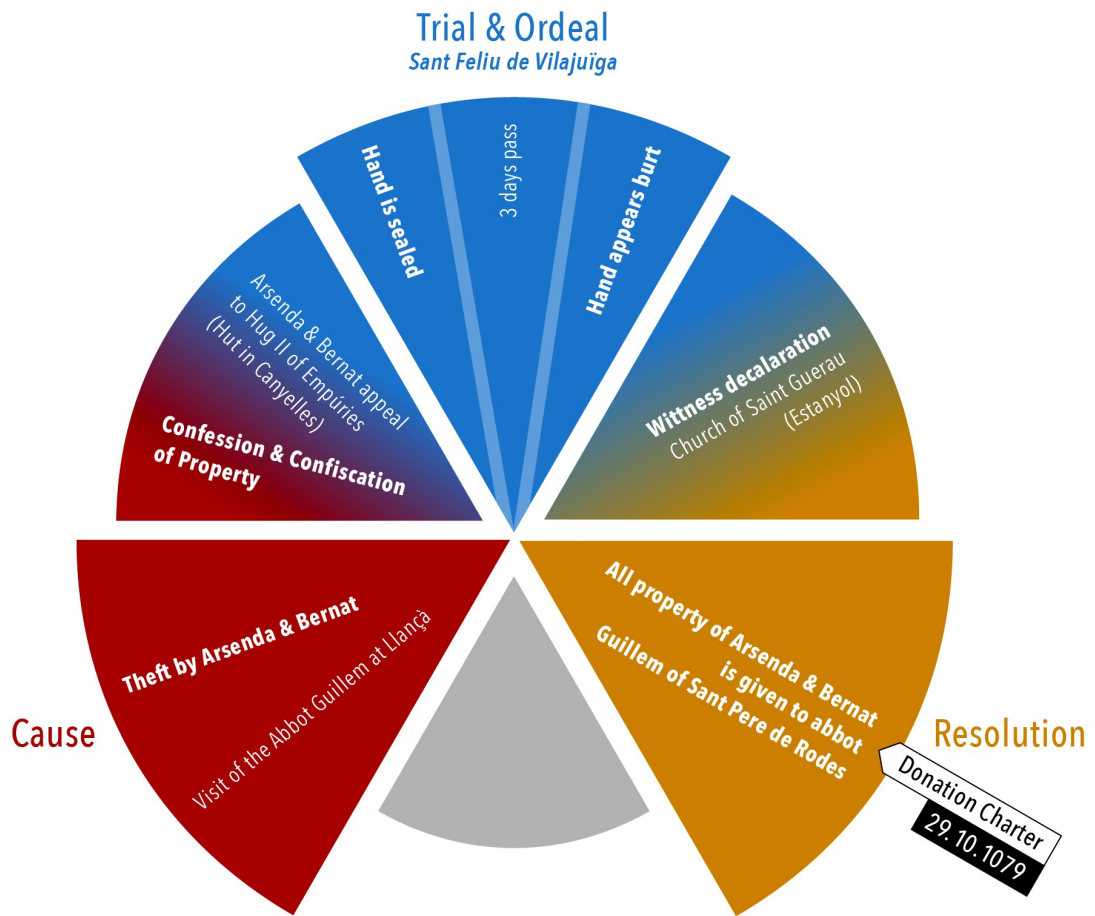 Trial & Ordeal
Sant Feliu de Vilajuïga
Hand is sealed
3 days pass
Hand appears burt
Arsenda & Bernat appeal
to Hug II of Empúries
(Hut in Canyelles)
Confession & Confiscation
of Property
Wittness decalaration
Church of Saint Guerau
(Estanyol)
Theft by Arsenda & Bernat
Visit of the Abbot Guillem at Llançà
Cause
All property of Arsenda & Bernat
is given to abbot
Guillem of Sant Pere de Rodes
Resolution
Donation Charter
29.10.1079